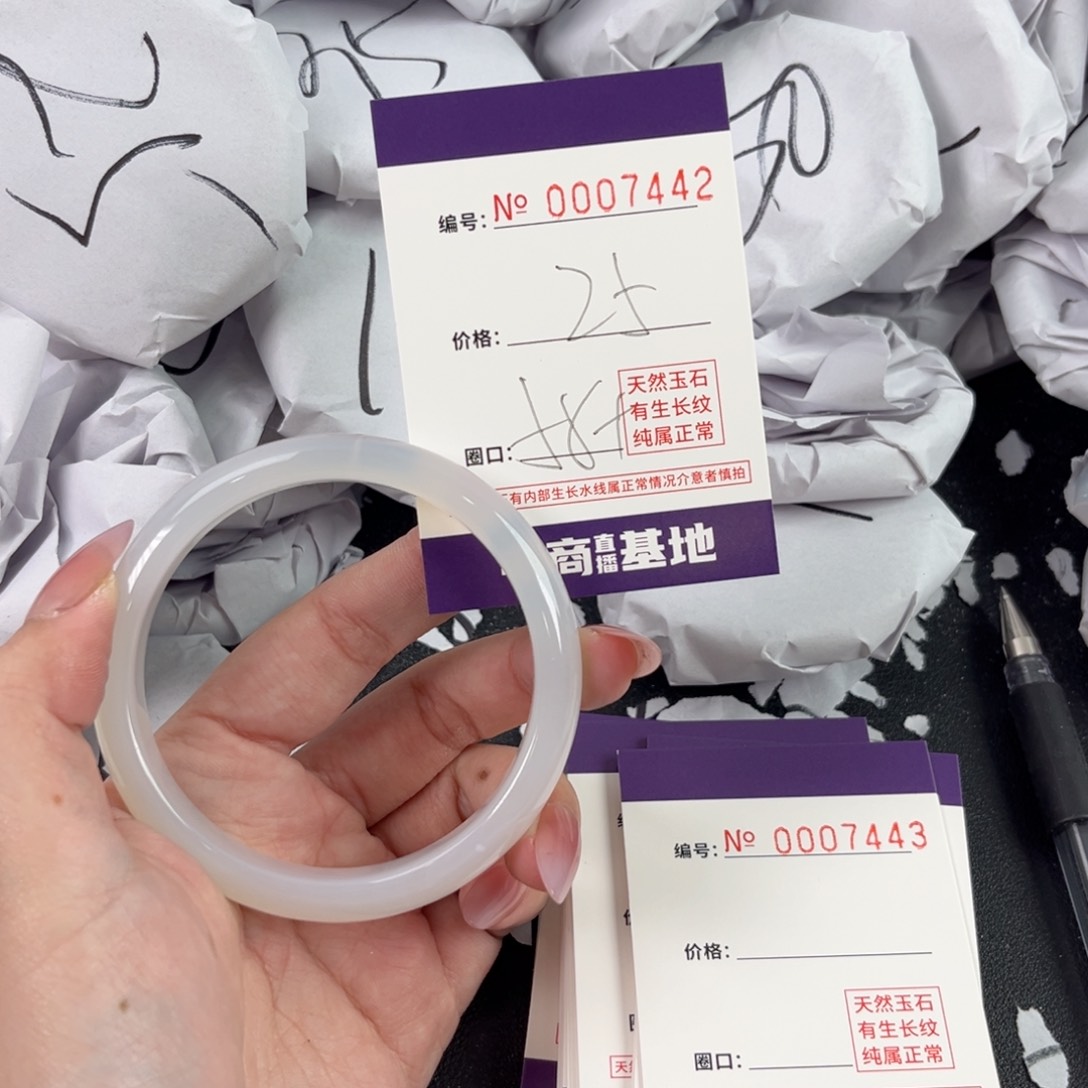 25
50
1
编号: № 0007442
价格: 25
圈口: 58+
天然玉石
有生长纹
纯属正常
有内部生长水线属正常情况介意者慎拍
商直播基地
编号: № 0007443
价格:
圈口:
天然玉石
有生长纹
纯属正常